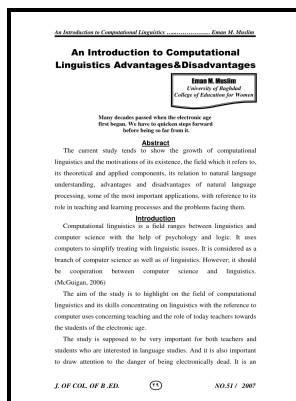 An Introduction to Computational Linguistics ........................ Eman M. Muslim
An Introduction to Computational
Linguistics Advantages&Disadvantages
Eman M. Muslim
University of Baghdad
College of Education for Women
Many decades passed when the electronic age
first began. We have to quicken steps forward
before being so far from it.
Abstract
The current study tends to show the growth of computational
linguistics and the motivations of its existence, the field which it refers to,
its theoretical and applied components, its relation to natural language
understanding, advantages and disadvantages of natural language
processing, some of the most important applications, with reference to its
role in teaching and learning processes and the problems facing them.
Introduction
Computational linguistics is a field ranges between linguistics and
computer science with the help of psychology and logic. It uses
computers to simplify treating with linguistic issues. It is considered as a
branch of computer science as well as of linguistics. However; it should
be cooperation between computer science and linguistics.
(McGuigan, 2006)
The aim of the study is to highlight on the field of computational
linguistics and its skills concentrating on linguistics with the reference to
computer uses concerning teaching and the role of today teachers towards
the students of the electronic age.
The study is supposed to be very important for both teachers and
students who are interested in language studies. And it is also important
to draw attention to the danger of being electronically dead. It is an
J. OF COL. OF B .ED.
٢٩
NO.51 / 2007